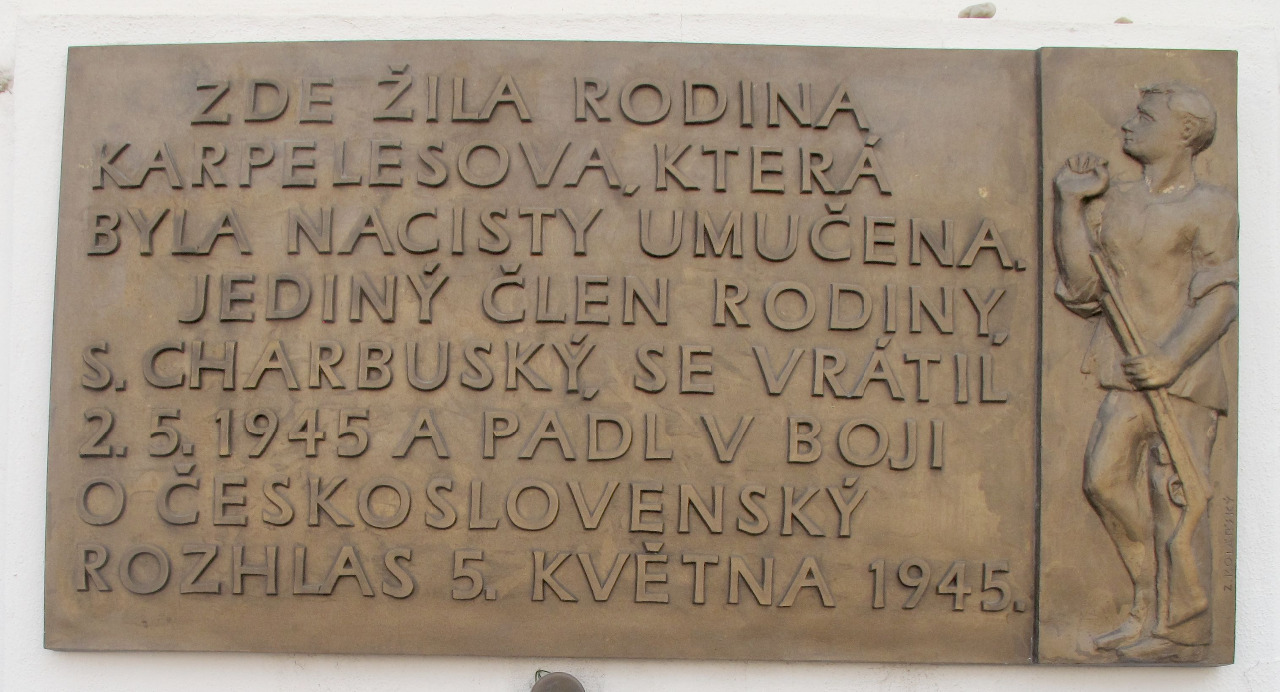 ZDE ŽILA RODINA
KARPELESOVA, KTERÁ
BYLA NACISTY UMUČENA.
JEDINÝ ČLEN RODINY,
S. CHARBUSKÝ, SE VRÁTIL
2. 5. 1945 A PADL V BOJI
O ČESKOSLOVENSKÝ
ROZHLAS 5. KVĚTNA 1945.